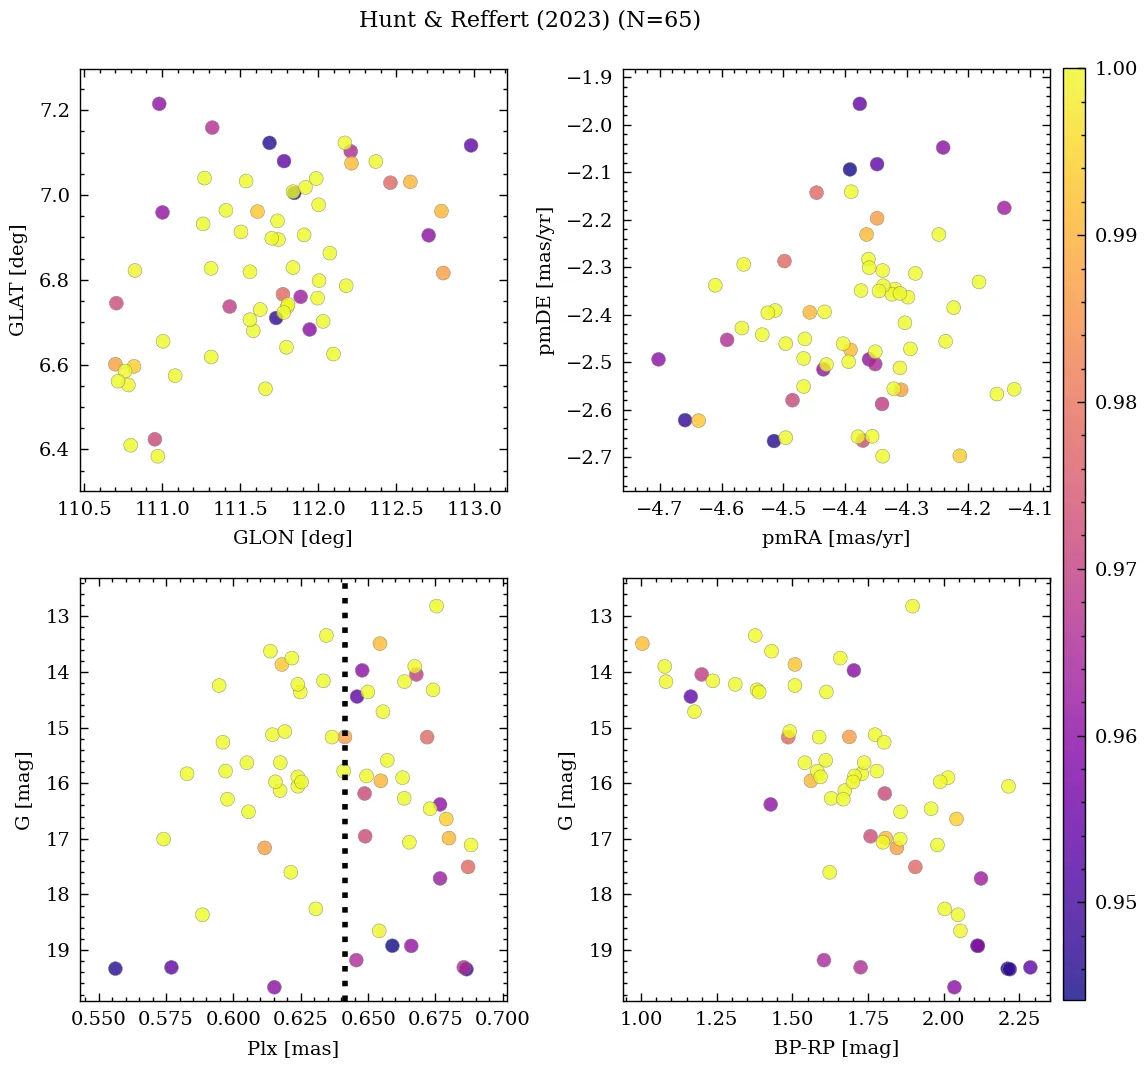 Hunt & Reffert (2023) (N=65)
7.2
7.0
6.8
6.6
6.4
GLAT [deg]
110.5 111.0 111.5 112.0 112.5 113.0
GLON [deg]
−1.9
−2.0
−2.1
−2.2
−2.3
−2.4
−2.5
−2.6
−2.7
pmDE [mas/yr]
−4.7 −4.6 −4.5 −4.4 −4.3 −4.2 −4.1
pmRA [mas/yr]
13
14
15
16
17
18
19
G [mag]
0.550 0.575 0.600 0.625 0.650 0.675 0.700
Plx [mas]
13
14
15
16
17
18
19
G [mag]
1.00 1.25 1.50 1.75 2.00 2.25
BP-RP [mag]
1.00
0.99
0.98
0.97
0.96
0.95